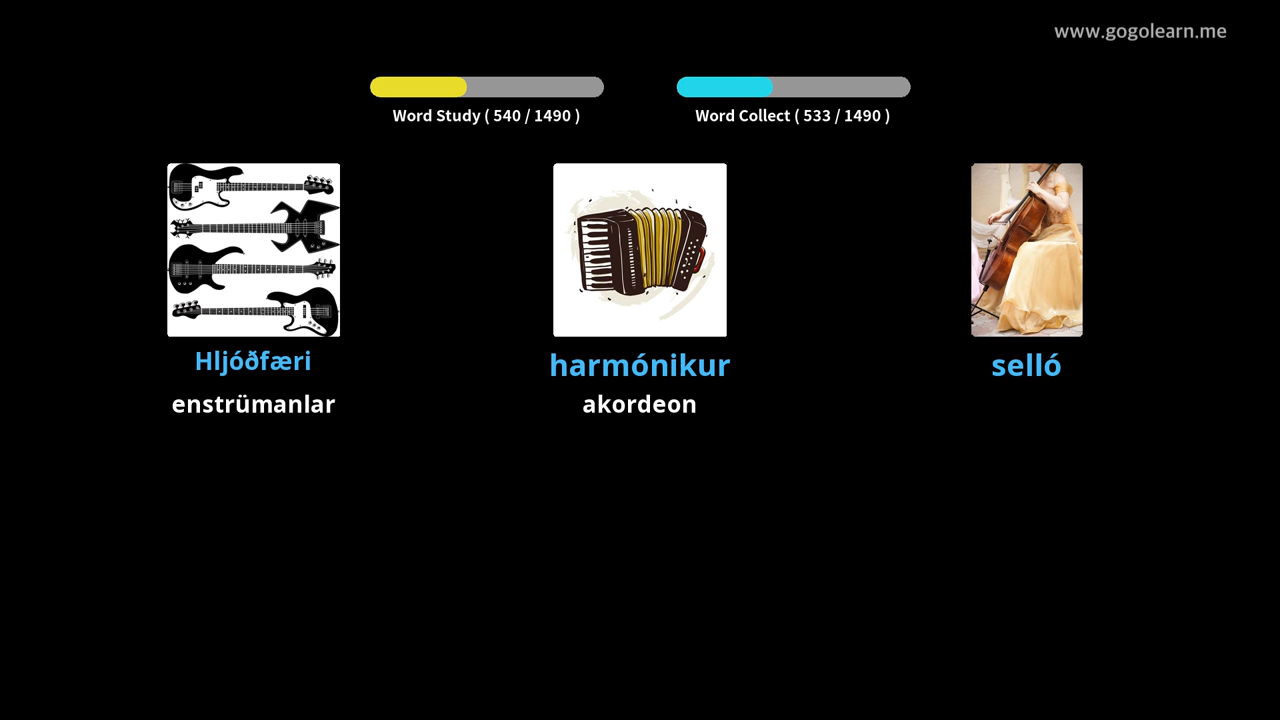 www.gogolearn.me
Word Study ( 540 / 1490 )
Word Collect ( 533 / 1490 )
Hljóðfæri
harmónikur
selló
enstrümanlar
akordeon